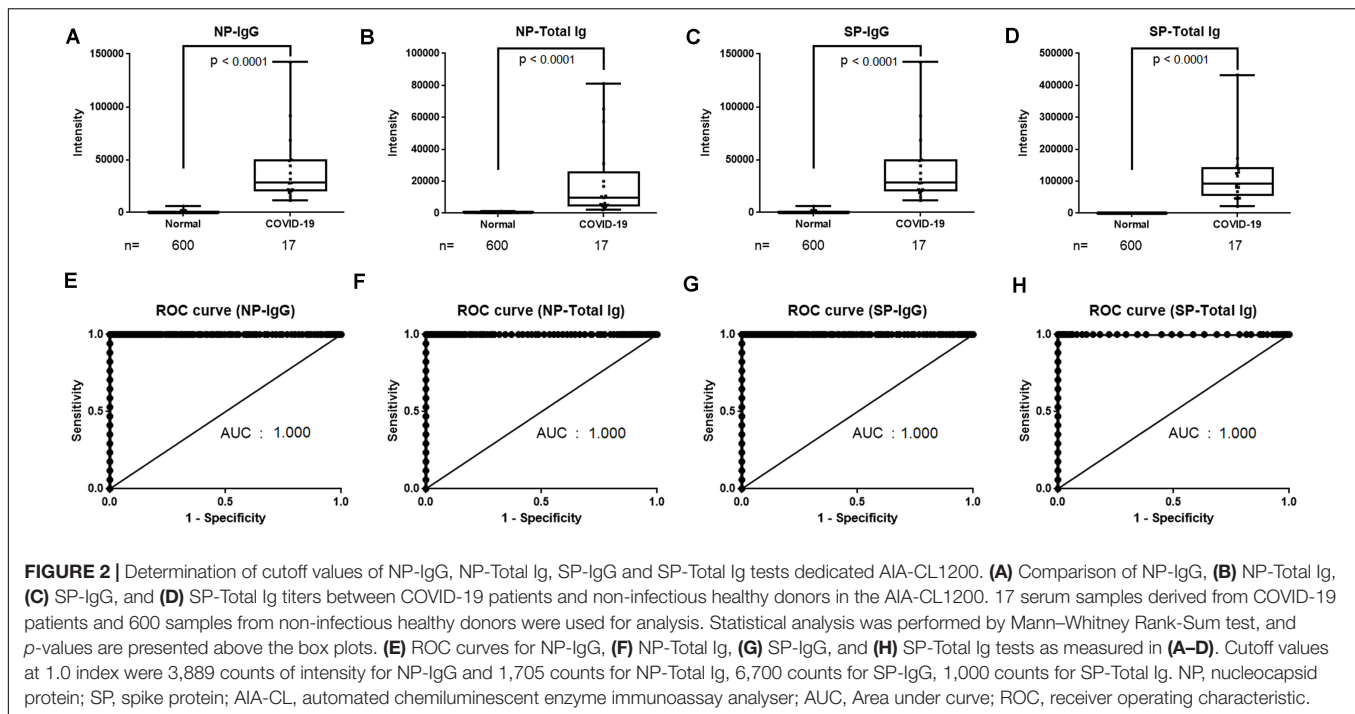 A
NP-IgG
p < 0.0001
150000
100000
50000
0
Intensity
Normal
COVID-19
n=
600
17
B
NP-Total Ig
p < 0.0001
100000
80000
60000
40000
20000
0
Intensity
Normal
COVID-19
600
17
C
SP-IgG
p < 0.0001
150000
100000
50000
0
Intensity
Normal
COVID-19
n=
600
17
D
SP-Total Ig
p < 0.0001
500000
400000
300000
200000
100000
0
Intensity
Normal
COVID-19
600
17
E
ROC curve (NP-IgG)
1.0
0.5
0.0
Sensitivity
AUC : 1.000
0.0
0.5
1.0
1 - Specificity
F
ROC curve (NP-Total Ig)
1.0
0.5
0.0
Sensitivity
AUC : 1.000
0.0
0.5
1.0
1 - Specificity
G
ROC curve (SP-IgG)
1.0
0.5
0.0
Sensitivity
AUC : 1.000
0.0
0.5
1.0
1 - Specificity
H
ROC curve (SP-Total Ig)
1.0
0.5
0.0
Sensitivity
AUC : 1.000
0.0
0.5
1.0
1 - Specificity
FIGURE 2 | Determination of cutoff values of NP-IgG, NP-Total Ig, SP-IgG and SP-Total Ig tests dedicated AIA-CL1200. (A) Comparison of NP-IgG, (B) NP-Total Ig,
(C) SP-IgG, and (D) SP-Total Ig titers between COVID-19 patients and non-infectious healthy donors in the AIA-CL1200. 17 serum samples derived from COVID-19
patients and 600 samples from non-infectious healthy donors were used for analysis. Statistical analysis was performed by Mann–Whitney Rank-Sum test, and
p-values are presented above the box plots. (E) ROC curves for NP-IgG, (F) NP-Total Ig, (G) SP-IgG, and (H) SP-Total Ig tests as measured in (A–D). Cutoff values
at 1.0 index were 3,889 counts of intensity for NP-IgG and 1,705 counts for NP-Total Ig, 6,700 counts for SP-IgG, 1,000 counts for SP-Total Ig. NP, nucleocapsid
protein; SP, spike protein; AIA-CL, automated chemiluminescent enzyme immunoassay analyser; AUC, Area under curve; ROC, receiver operating characteristic.